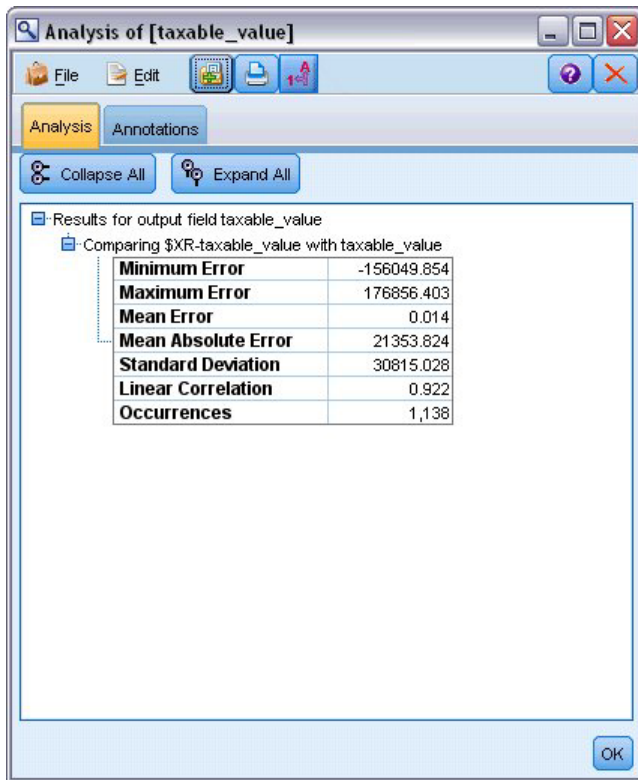 Analysis of [taxable_value]
File Edit
Analysis Annotations
Collapse All Expand All
Results for output field taxable_value
Comparing $XR-taxable_value with taxable_value
Minimum Error -156049.854
Maximum Error 176856.403
Mean Error 0.014
Mean Absolute Error 21353.824
Standard Deviation 30815.028
Linear Correlation 0.922
Occurrences 1,138
OK